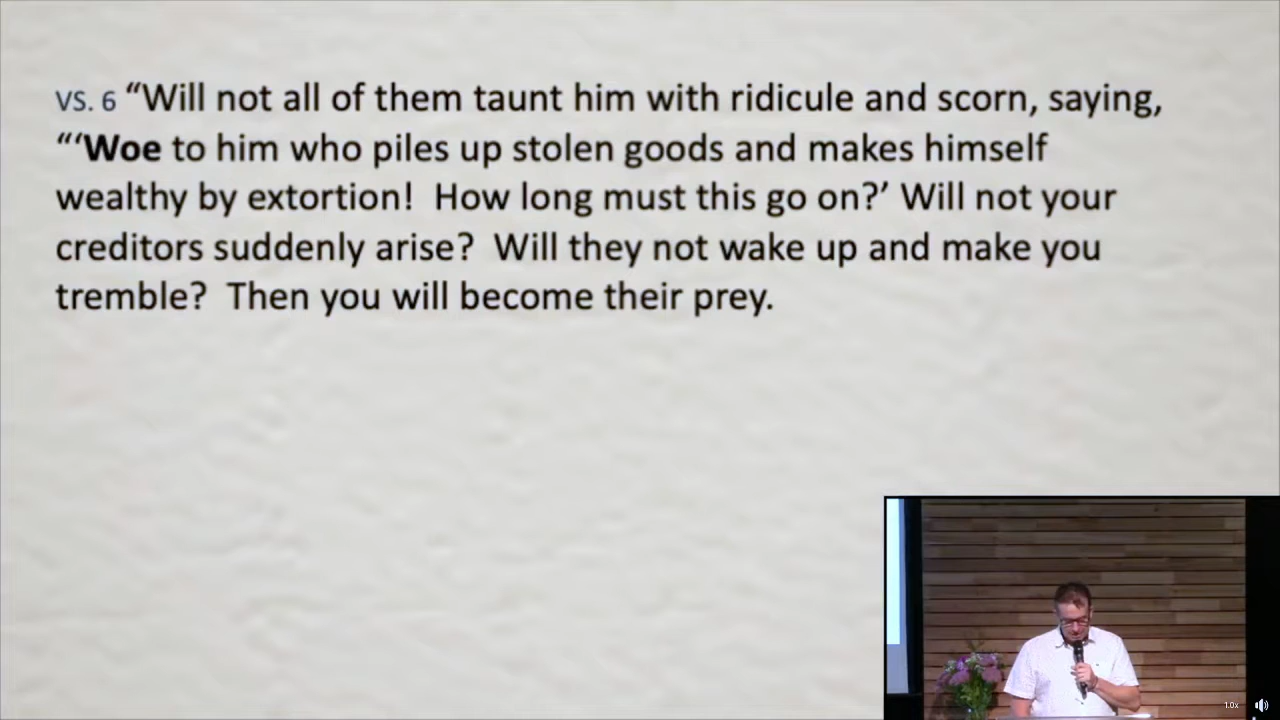 VS. 6 “Will not all of them taunt him with ridicule and scorn, saying,
“‘Woe to him who piles up stolen goods and makes himself
wealthy by extortion!  How long must this go on?’ Will not your
creditors suddenly arise?  Will they not wake up and make you
tremble?  Then you will become their prey.
1.0x